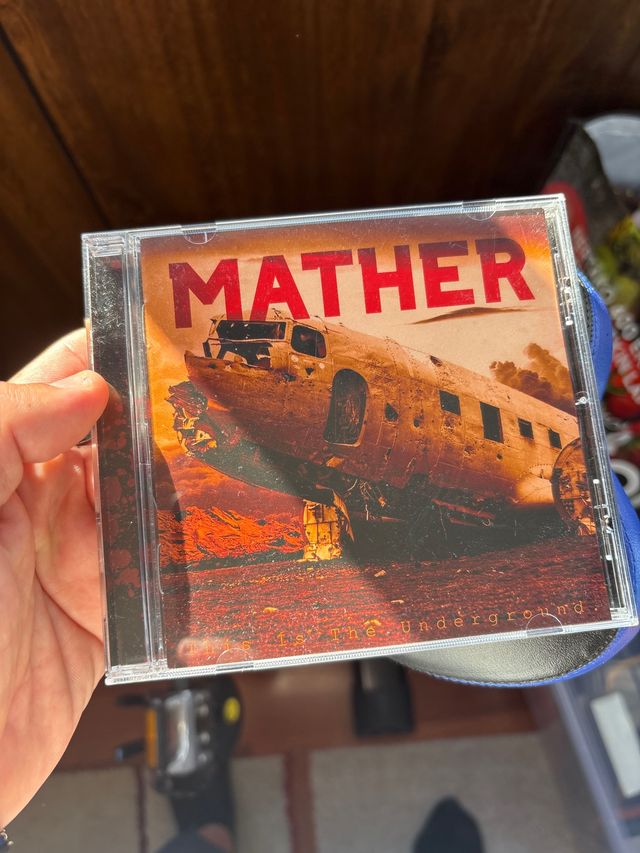 MATHER
This Is The Underground